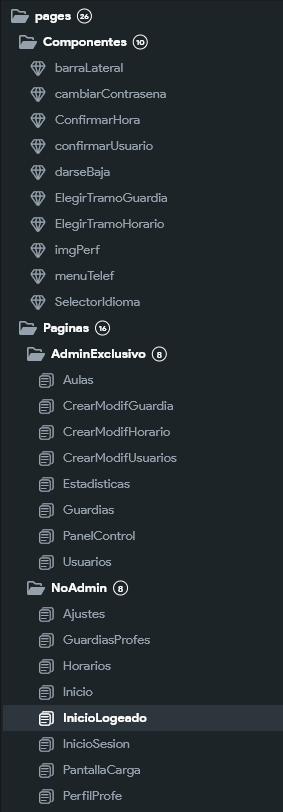 pages 26
Componentes 10
barraLateral
cambiarContrasena
ConfirmarHora
confirmarUsuario
darseBaja
ElegirTramoGuardia
ElegirTramoHorario
imgPerf
menuTelef
SelectorIdioma
Paginas 16
AdminExclusivo 8
Aulas
CrearModifGuardia
CrearModifHorario
CrearModifUsuarios
Estadisticas
Guardias
PanelControl
Usuarios
NoAdmin 8
Ajustes
GuardiasProfes
Horarios
Inicio
InicioLogeado
InicioSesion
PantallaCarga
PerfilProfe